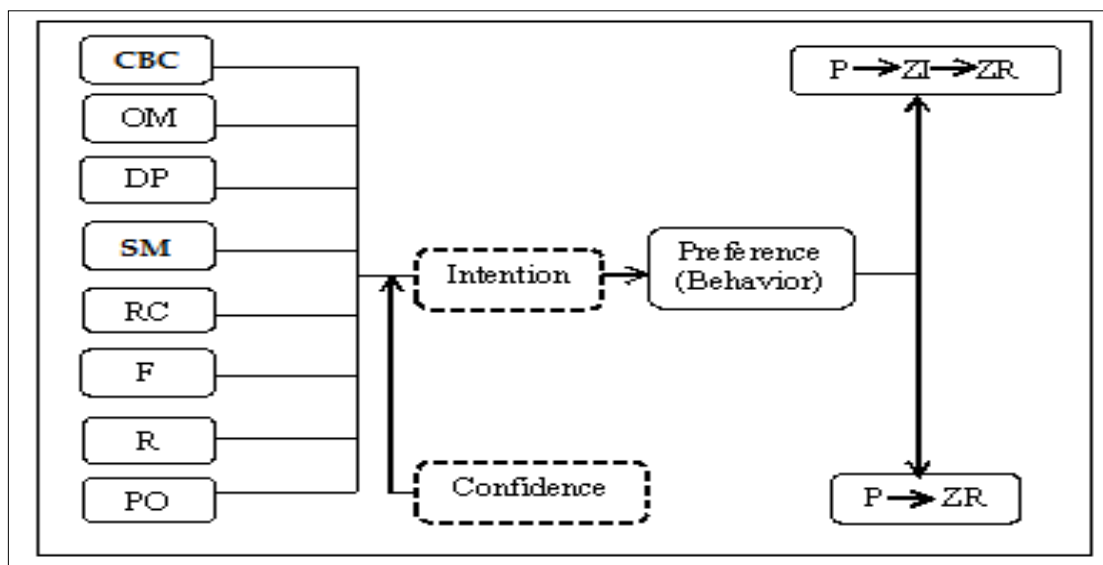 CBC
OM
DP
SM
RC
F
R
PO
Intention
Confidence
Preference
(Behavior)
P→ZI→ZR
P→ZR